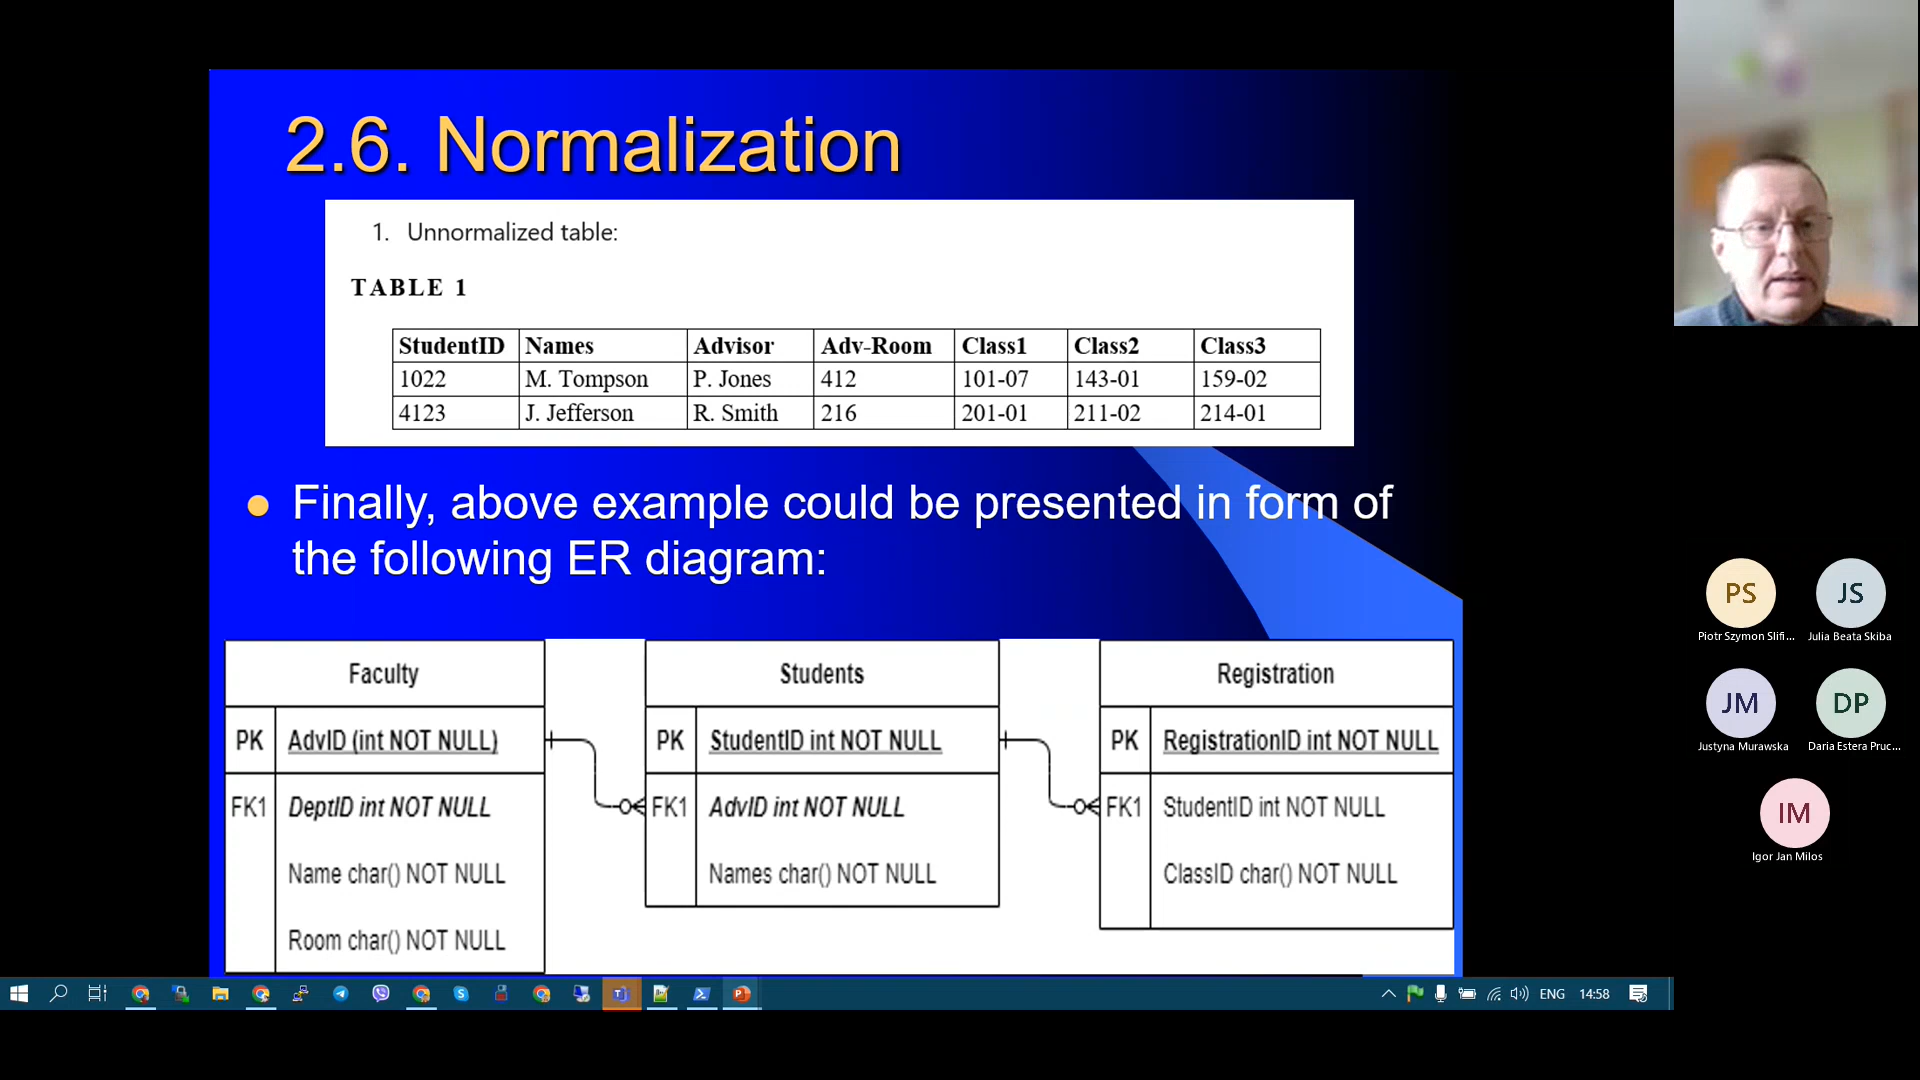 2.6. Normalization
1. Unnormalized table:
TABLE 1
StudentID Names Advisor Adv-Room Class1 Class2 Class3
1022 M. Tompson P. Jones 412 101-07 143-01 159-02
4123 J. Jefferson R. Smith 216 201-01 211-02 214-01
Finally, above example could be presented in form of
the following ER diagram:
Faculty
PK AdvID (int NOT NULL)
FK1 DeptID int NOT NULL
Name char() NOT NULL
Room char() NOT NULL
Students
PK StudentID int NOT NULL
FK1 AdvID int NOT NULL
Names char() NOT NULL
Registration
PK RegistrationID int NOT NULL
FK1 StudentID int NOT NULL
ClassID char() NOT NULL
PS JS
Piotr Szymon Slifi... Julia Beata Skiba
JM DP
Justyna Murawska Daria Estera Pruc...
IM
Igor Jan Milos
ENG 14:58